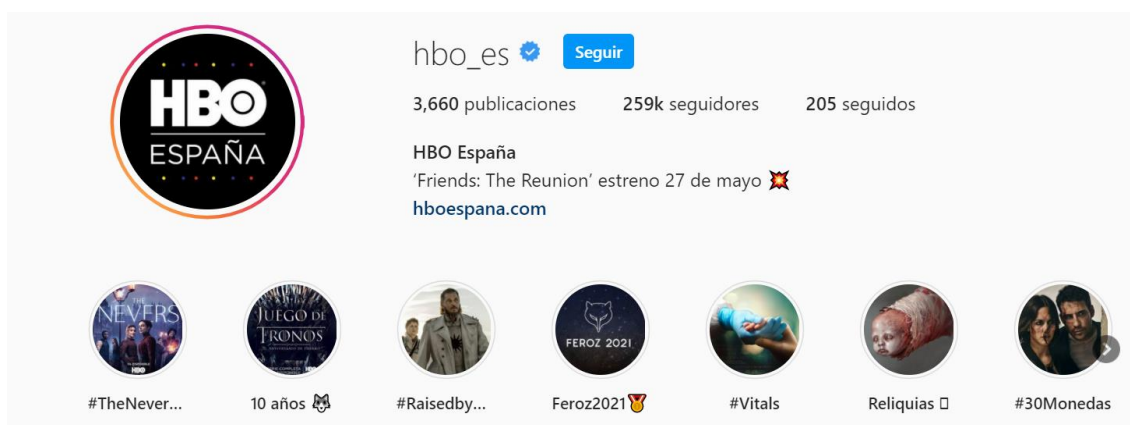 HBO
ESPAÑA
hbo_es Seguir
3,660 publicaciones 259k seguidores 205 seguidos
HBO España
‘Friends: The Reunion’ estreno 27 de mayo 💥
hboespana.com
THE
NEVERS
HBO
JUEGO DE
TRONOS
FEROZ 2021
#TheNever... 10 años 🐺 #Raisedby... Feroz2021🏅 #Vitals Reliquias #30Monedas